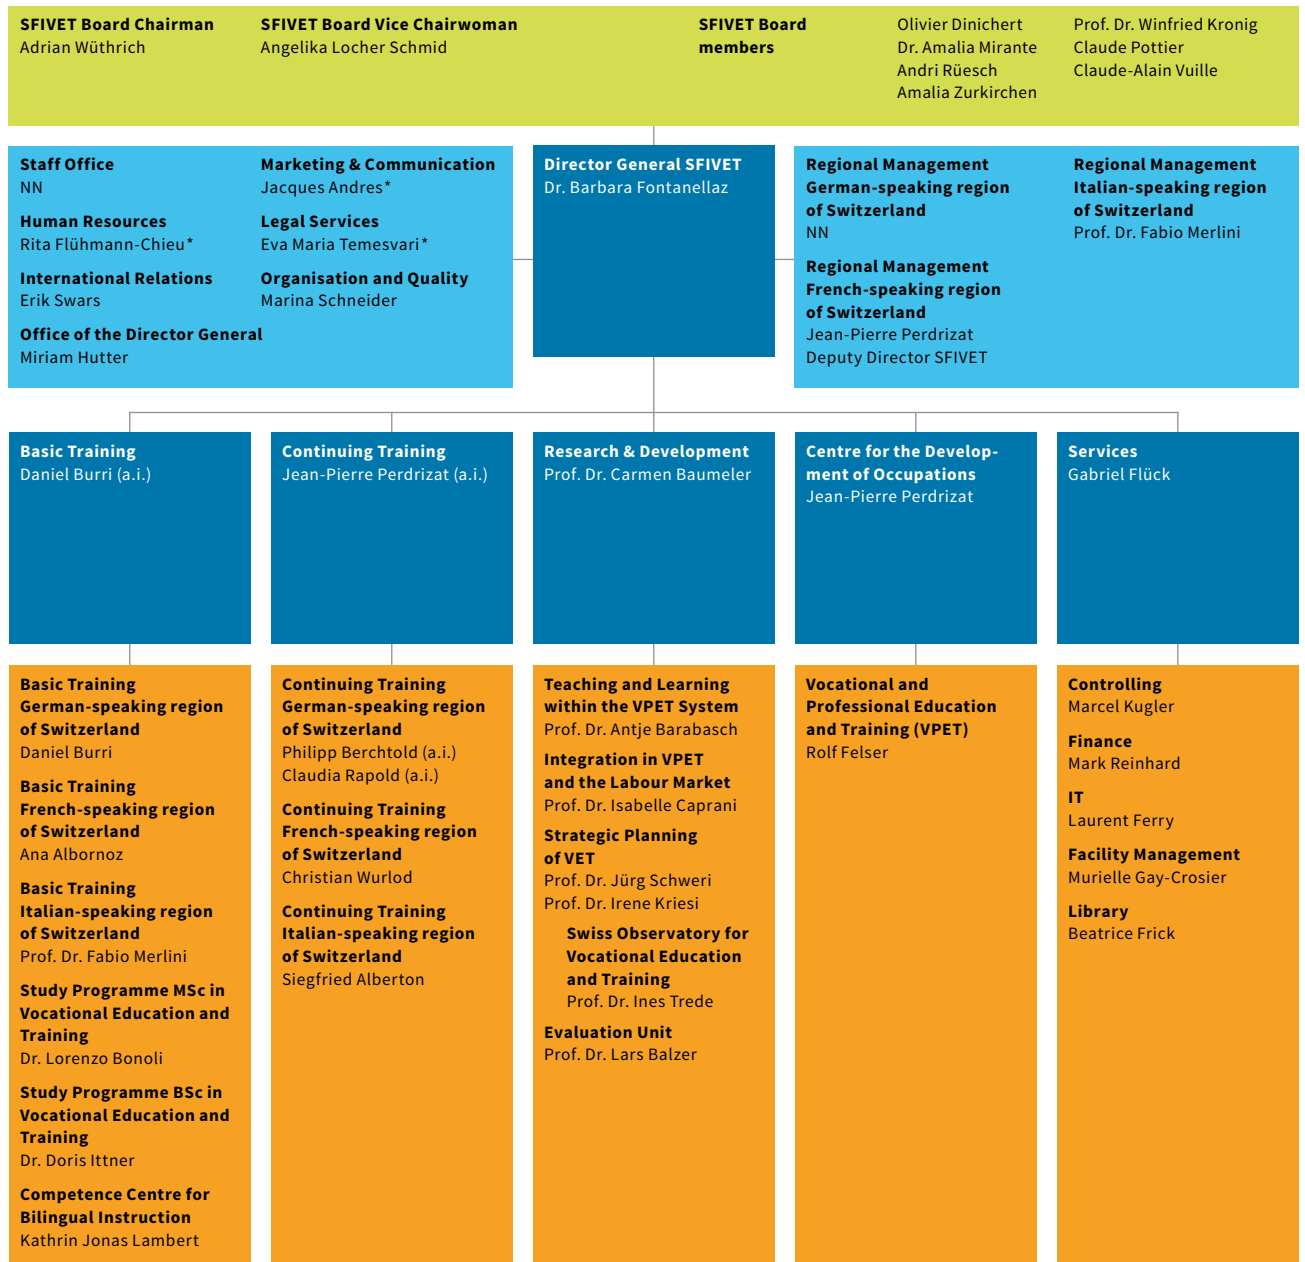 SFIVET Board Chairman
Adrian Wüthrich
SFIVET Board Vice Chairwoman
Angelika Locher Schmid
SFIVET Board
members
Olivier Dinichert
Dr. Amalia Mirante
Andri Rüesch
Amalia Zurkirchen
Prof. Dr. Winfried Kronig
Claude Pottier
Claude-Alain Vuille
Staff Office
NN
Human Resources
Rita Flühmann-Chieu*
International Relations
Erik Swars
Office of the Director General
Miriam Hutter
Marketing & Communication
Jacques Andres*
Legal Services
Eva Maria Temesvari*
Organisation and Quality
Marina Schneider
Director General SFIVET
Dr. Barbara Fontanellaz
Regional Management
German-speaking region
of Switzerland
NN
Regional Management
French-speaking region
of Switzerland
Jean-Pierre Perdrizat
Deputy Director SFIVET
Regional Management
Italian-speaking region
of Switzerland
Prof. Dr. Fabio Merlini
Basic Training
Daniel Burri (a.i.)
Continuing Training
Jean-Pierre Perdrizat (a.i.)
Research & Development
Prof. Dr. Carmen Baumeler
Centre for the Develop-
ment of Occupations
Jean-Pierre Perdrizat
Services
Gabriel Flück
Basic Training
German-speaking region
of Switzerland
Daniel Burri
Basic Training
French-speaking region
of Switzerland
Ana Albornoz
Basic Training
Italian-speaking region
of Switzerland
Prof. Dr. Fabio Merlini
Study Programme MSc in
Vocational Education and
Training
Dr. Lorenzo Bonoli
Study Programme BSc in
Vocational Education and
Training
Dr. Doris Ittner
Competence Centre for
Bilingual Instruction
Kathrin Jonas Lambert
Continuing Training
German-speaking region
of Switzerland
Philipp Berchtold (a.i.)
Claudia Rapold (a.i.)
Continuing Training
French-speaking region
of Switzerland
Christian Wurlod
Continuing Training
Italian-speaking region
of Switzerland
Siegfried Alberton
Teaching and Learning
within the VPET System
Prof. Dr. Antje Barabasch
Integration in VPET
and the Labour Market
Prof. Dr. Isabelle Caprani
Strategic Planning
of VET
Prof. Dr. Jürg Schweri
Prof. Dr. Irene Kriesi
Swiss Observatory for
Vocational Education
and Training
Prof. Dr. Ines Trede
Evaluation Unit
Prof. Dr. Lars Balzer
Vocational and
Professional Education
and Training (VPET)
Rolf Felser
Controlling
Marcel Kugler
Finance
Mark Reinhard
IT
Laurent Ferry
Facility Management
Murielle Gay-Crosier
Library
Beatrice Frick